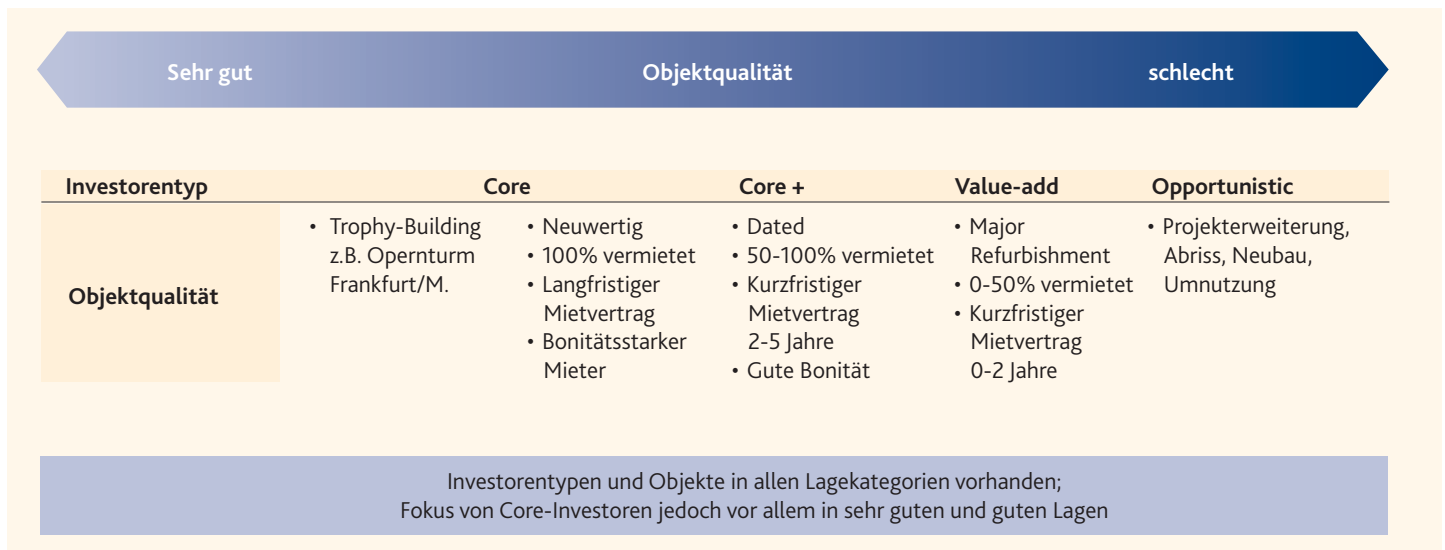 Sehr gut Objektqualität schlecht
Investorentyp Core Core + Value-add Opportunistic
Objektqualität
• Trophy-Building
z.B. Opernturm
Frankfurt/M.
• Neuwertig
• 100% vermietet
• Langfristiger
Mietvertrag
• Bonitätsstarker
Mieter
• Dated
• 50-100% vermietet
• Kurzfristiger
Mietvertrag
2-5 Jahre
• Gute Bonität
• Major
Refurbishment
• 0-50% vermietet
• Kurzfristiger
Mietvertrag
0-2 Jahre
• Projekterweiterung,
Abriss, Neubau,
Umnutzung
Investorentypen und Objekte in allen Lagekategorien vorhanden;
Fokus von Core-Investoren jedoch vor allem in sehr guten und guten Lagen